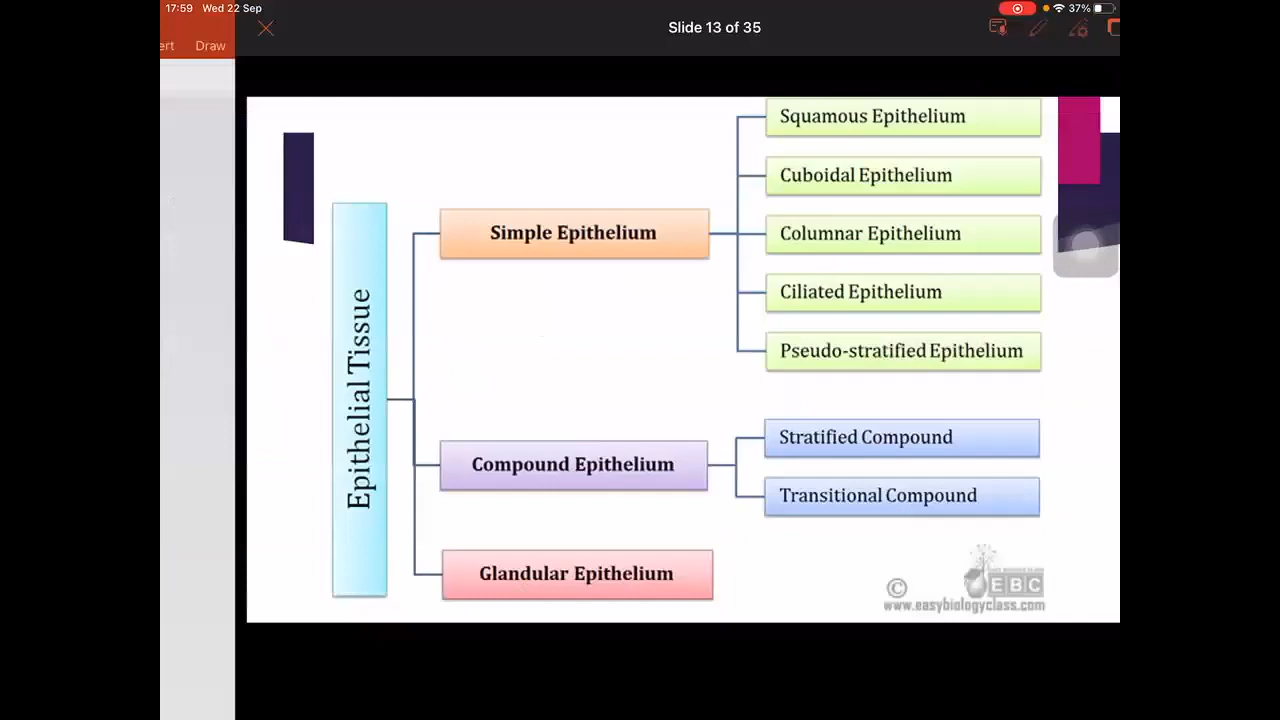 17:59 Wed 22 Sep
37%
Slide 13 of 35
ert Draw
Squamous Epithelium
Cuboidal Epithelium
Simple Epithelium
Columnar Epithelium
Ciliated Epithelium
Pseudo-stratified Epithelium
Epithelial Tissue
Stratified Compound
Compound Epithelium
Transitional Compound
Glandular Epithelium
©
EBC
www.easybiologyclass.com